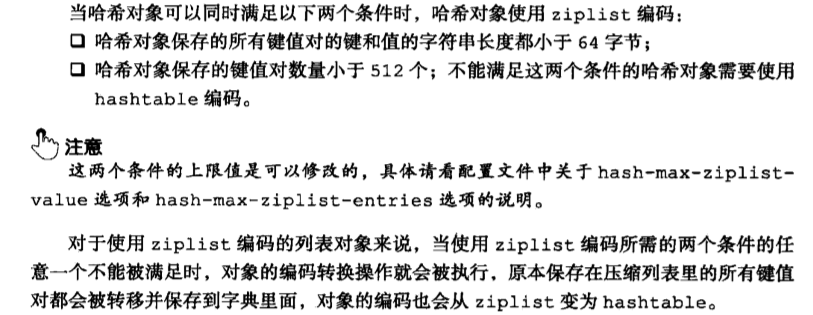 当哈希对象可以同时满足以下两个条件时，哈希对象使用 ziplist 编码：
哈希对象保存的所有键值对的键和值的字符串长度都小于 64 字节；
哈希对象保存的键值对数量小于 512 个；不能满足这两个条件的哈希对象需要使用
hashtable 编码。
注意
这两个条件的上限值是可以修改的，具体请看配置文件中关于 hash-max-ziplist-
value 选项和 hash-max-ziplist-entries 选项的说明。
对于使用 ziplist 编码的列表对象来说，当使用 ziplist 编码所需的两个条件的任
意一个不能被满足时，对象的编码转换操作就会被执行，原本保存在压缩列表里的所有键值
对都会被转移并保存到字典里面，对象的编码也会从 ziplist 变为 hashtable。